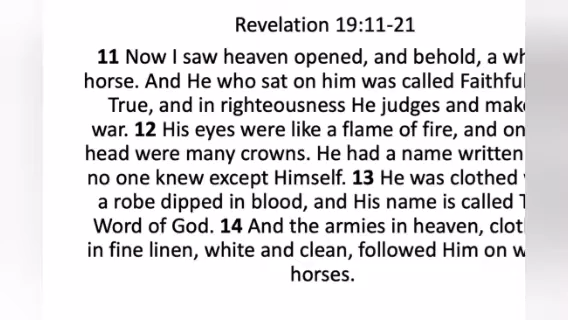 Revelation 19:11-21
11 Now I saw heaven opened, and behold, a wh
horse. And He who sat on him was called Faithful
True, and in righteousness He judges and mak
war. 12 His eyes were like a flame of fire, and on
head were many crowns. He had a name written
no one knew except Himself. 13 He was clothed
a robe dipped in blood, and His name is called T
Word of God. 14 And the armies in heaven, clot
in fine linen, white and clean, followed Him on w
horses.